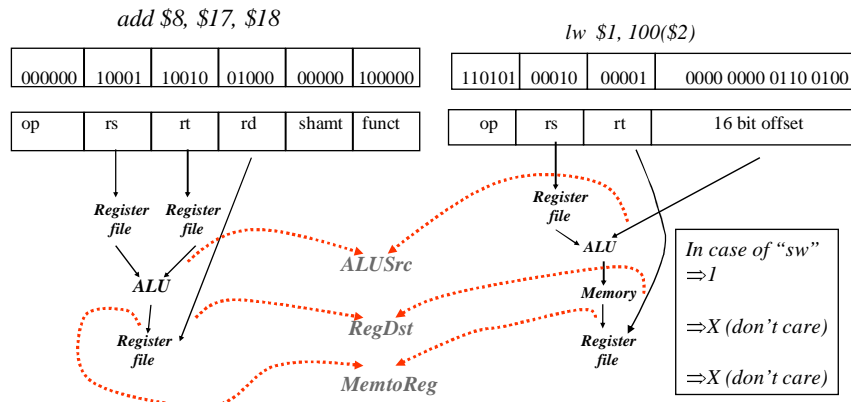 add $8, $17, $18
lw $1, 100($2)
000000 10001 10010 01000 00000 100000
110101 00010 00001 0000 0000 0110 0100
op rs rt rd shamt funct
op rs rt 16 bit offset
Register file
Register file
ALU
Register file
Register file
ALU
Memory
Register file
ALUSrc
RegDst
MemtoReg
In case of “sw”
⇒1
⇒X (don’t care)
⇒X (don’t care)